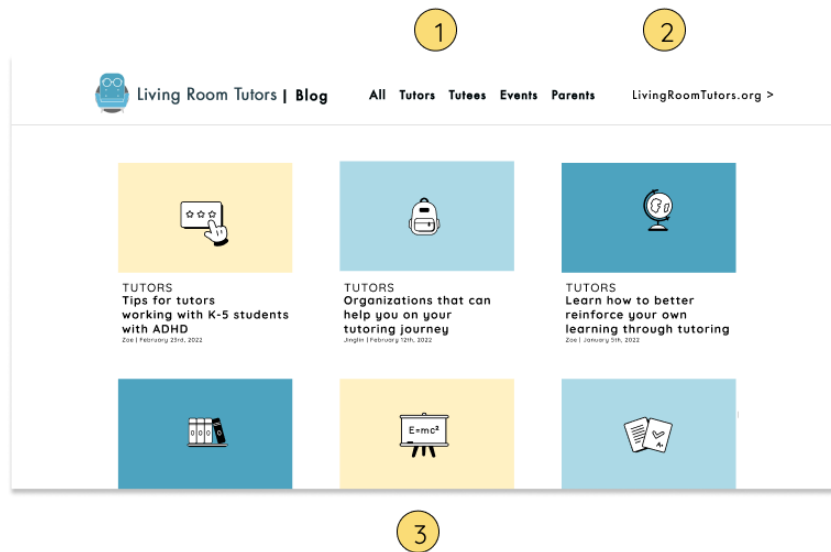 1
2
Living Room Tutors | Blog
All Tutors Tutees Events Parents
LivingRoomTutors.org >
TUTORS
Tips for tutors
working with K-5 students
with ADHD
Zoe | February 23rd, 2022
TUTORS
Organizations that can
help you on your
tutoring journey
Jinglin | February 12th, 2022
TUTORS
Learn how to better
reinforce your own
learning through tutoring
Zoe | January 5th, 2022
E=mc²
A+
3